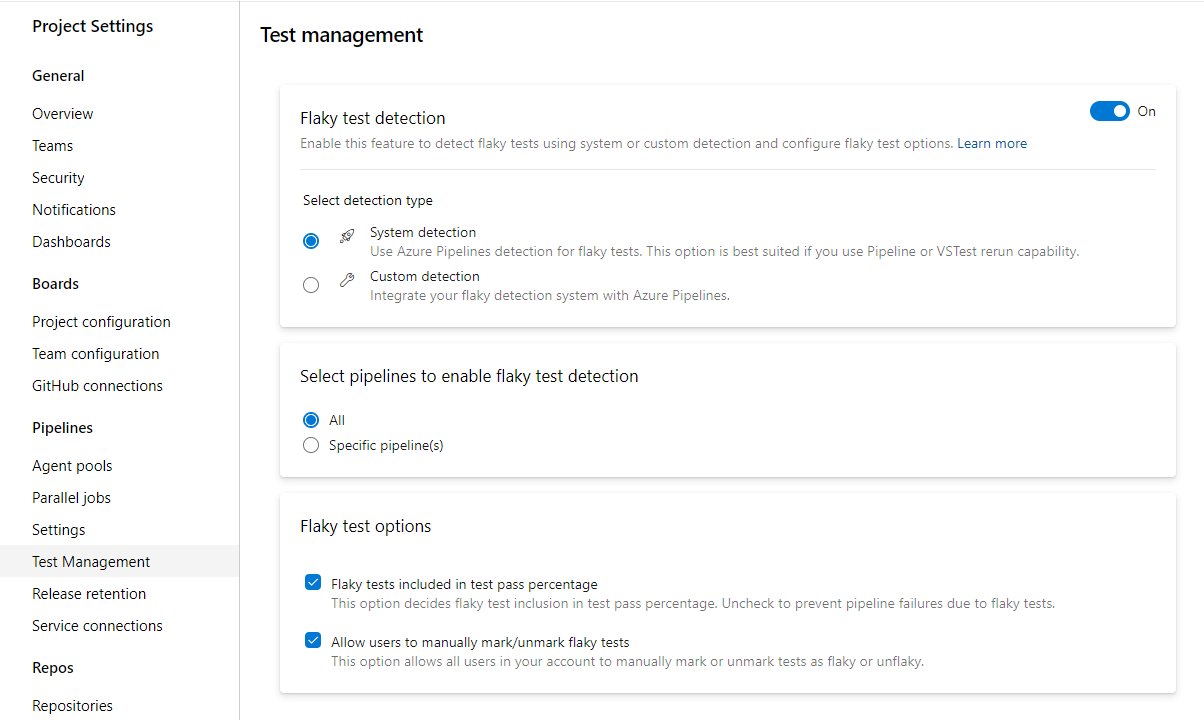 Project Settings
General
Overview
Teams
Security
Notifications
Dashboards
Boards
Project configuration
Team configuration
GitHub connections
Pipelines
Agent pools
Parallel jobs
Settings
Test Management
Release retention
Service connections
Repos
Repositories
Test management
Flaky test detection
On
Enable this feature to detect flaky tests using system or custom detection and configure flaky test options. Learn more
Select detection type
System detection
Use Azure Pipelines detection for flaky tests. This option is best suited if you use Pipeline or VSTest rerun capability.
Custom detection
Integrate your flaky detection system with Azure Pipelines.
Select pipelines to enable flaky test detection
All
Specific pipeline(s)
Flaky test options
Flaky tests included in test pass percentage
This option decides flaky test inclusion in test pass percentage. Uncheck to prevent pipeline failures due to flaky tests.
Allow users to manually mark/unmark flaky tests
This option allows all users in your account to manually mark or unmark tests as flaky or unflaky.